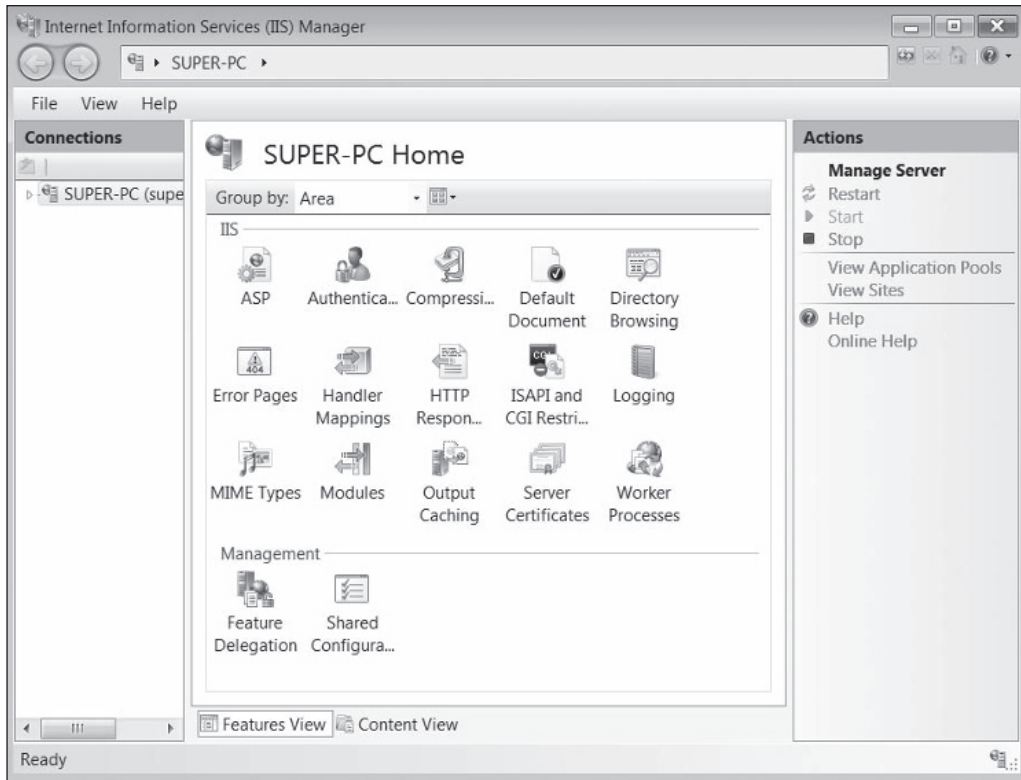 Internet Information Services (IIS) Manager
SUPER-PC
File View Help
Connections
SUPER-PC (supe
SUPER-PC Home
Group by: Area
IIS
ASP
Authentica...
Compressi...
Default Document
Directory Browsing
404
Error Pages
Handler Mappings
HTTP Respon...
CGI
ISAPI and CGI Restri...
Logging
MIME Types
Modules
Output Caching
Server Certificates
Worker Processes
Management
Feature Delegation
Shared Configura...
Features View
Content View
Actions
Manage Server
Restart
Start
Stop
View Application Pools
View Sites
Help
Online Help
Ready